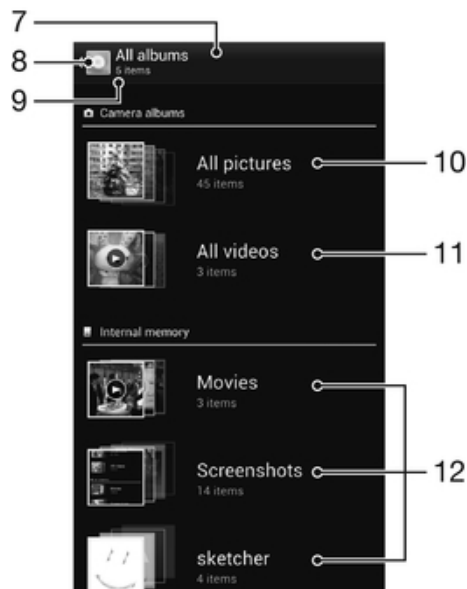 7
8
All albums
5 items
9
Camera albums
All pictures
10
45 items
All videos
11
3 items
Internal memory
Movies
3 items
Screenshots
12
14 items
sketcher
4 items